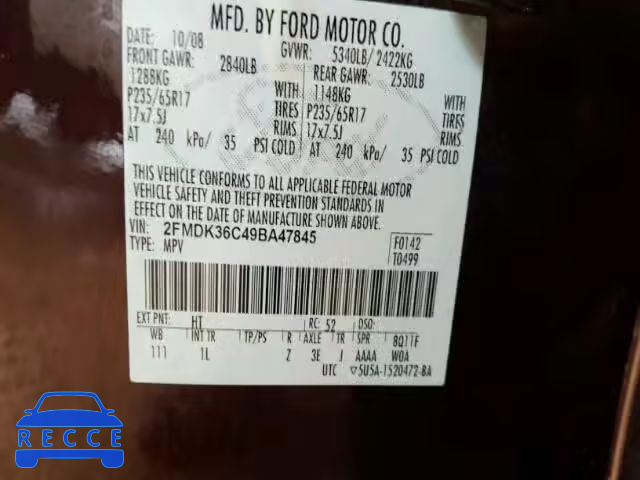 MFD. BY FORD MOTOR CO.
DATE: 10/08 GVWR: 5340LB/ 2422KG
FRONT GAWR: 2840LB REAR GAWR: 2530LB
1288KG WITH 1148KG WITH
P235/65R17 TIRES P235/65R17 TIRES
17x7.5J RIMS 17x7.5J RIMS
AT 240 kPa/ 35 PSI COLD AT 240 kPa/ 35 PSI COLD
THIS VEHICLE CONFORMS TO ALL APPLICABLE FEDERAL MOTOR
VEHICLE SAFETY AND THEFT PREVENTION STANDARDS IN
EFFECT ON THE DATE OF MANUFACTURE SHOWN ABOVE.
VIN: 2FMDK36C49BA47845 F0142
TYPE: MPV T0499
EXT PNT: HT RC: 52 DSO:
WB INT TR TP/PS R AXLE TR SPR 8Q11F
111 1L Z 3E J AAAA W0A
UTC ▽5U5A-1520472-BA
RECCE